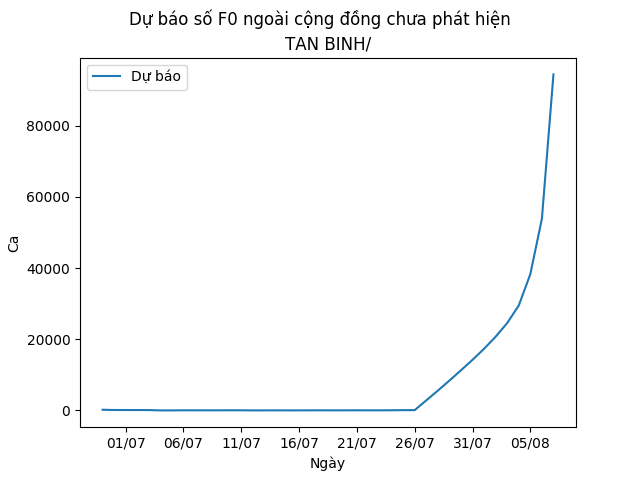 Dự báo số F0 ngoài cộng đồng chưa phát hiện
TAN BINH/
Dự báo
Ca
80000
60000
40000
20000
0
01/07 06/07 11/07 16/07 21/07 26/07 31/07 05/08
Ngày